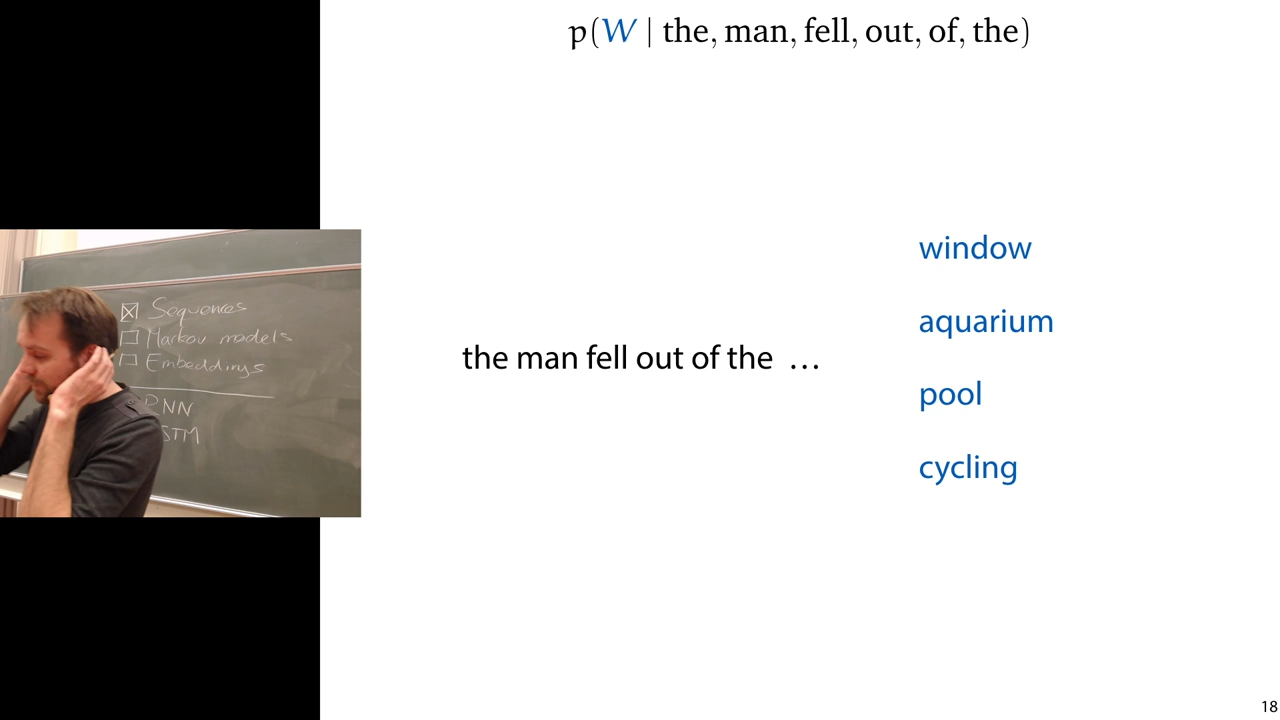 p(W | the, man, fell, out, of, the)
window
aquarium
the man fell out of the …
pool
cycling
Sequences
Markov models
Embeddings
RNN
STM
18